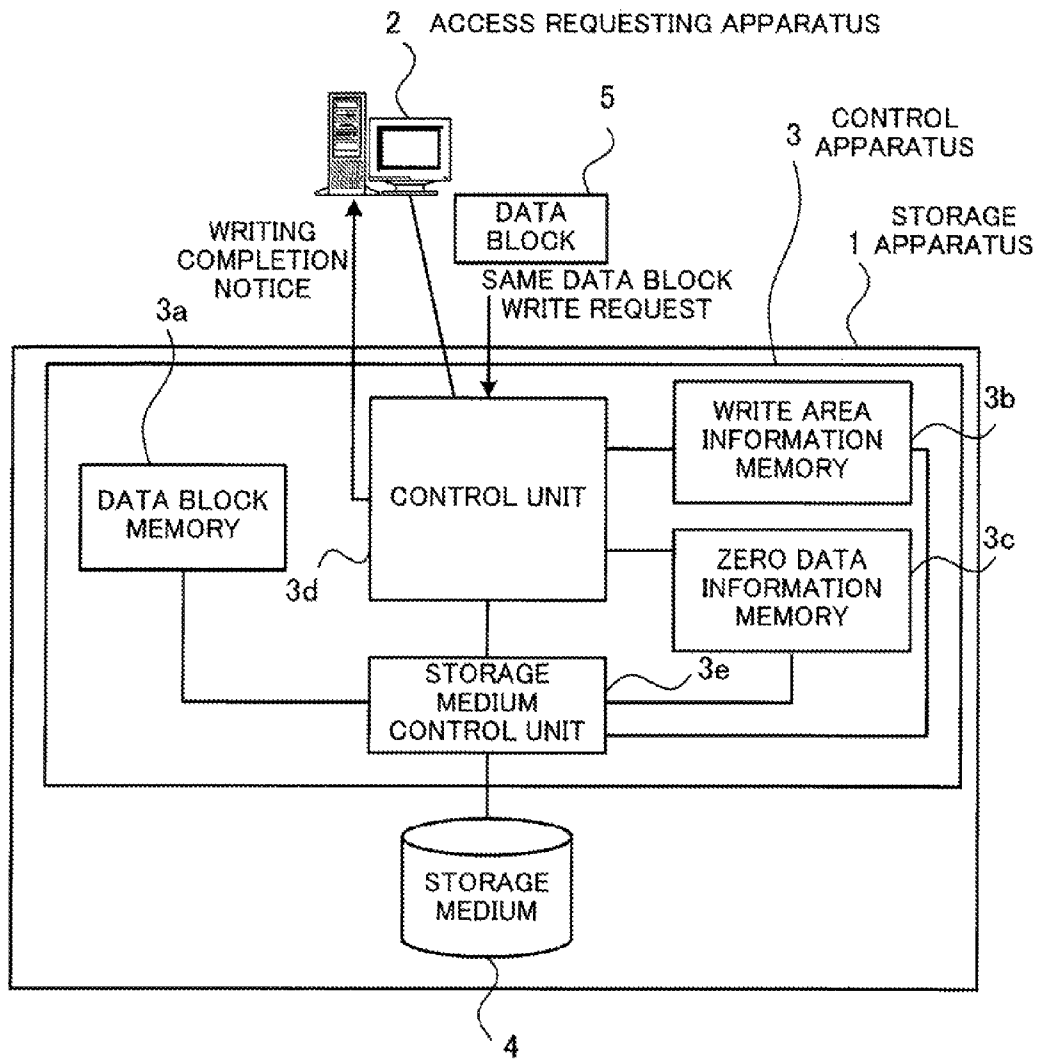 2 ACCESS REQUESTING APPARATUS
5
3 CONTROL
APPARATUS
DATA
BLOCK
STORAGE
1 APPARATUS
WRITING
COMPLETION
NOTICE
SAME DATA BLOCK
WRITE REQUEST
3a
3b
WRITE AREA
INFORMATION
MEMORY
DATA BLOCK
MEMORY
CONTROL UNIT
3c
ZERO DATA
INFORMATION
MEMORY
3d
STORAGE
MEDIUM
CONTROL UNIT
3e
STORAGE
MEDIUM
4